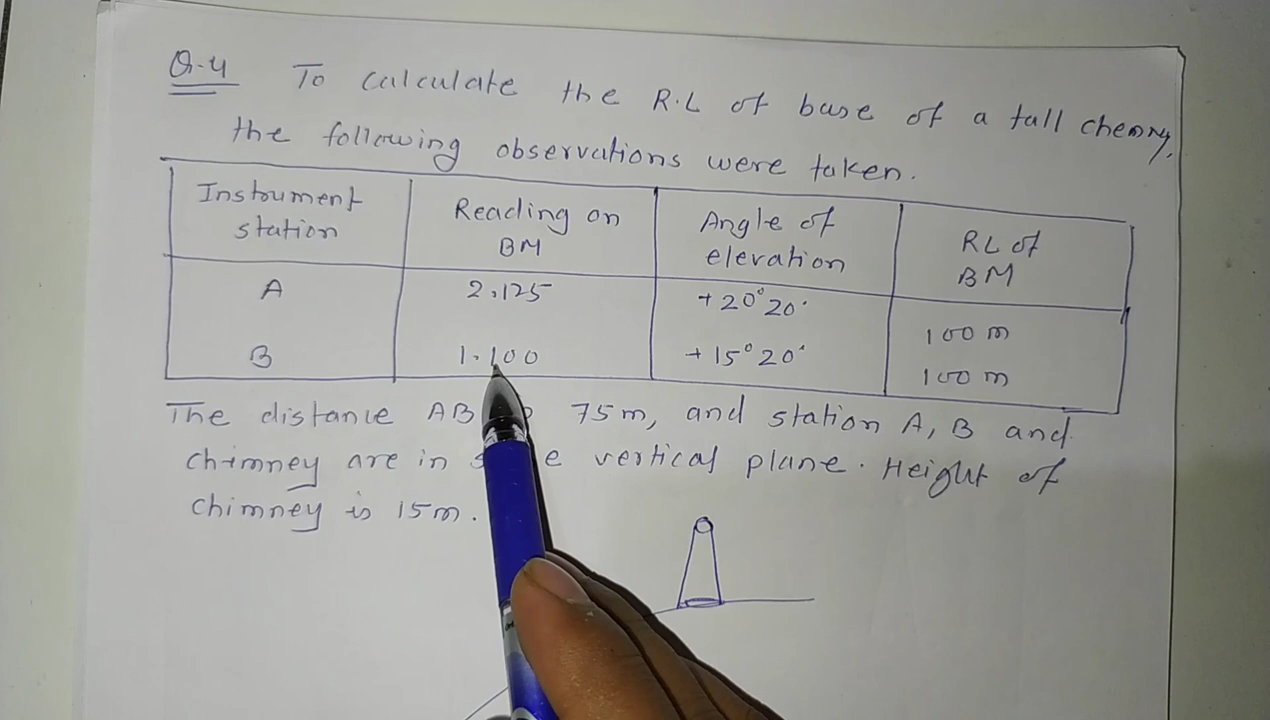 Q.4 To calculate the R.L of base of a tall chemny,
the following observations were taken.
Instrument station | Reading on BM | Angle of elevation | RL of BM
A | 2.125 | +20°20' | 100 m
B | 1.100 | +15°20' | 100 m
The distance AB 75m, and station A, B and
chimney are in vertical plane. Height of
chimney is 15m.